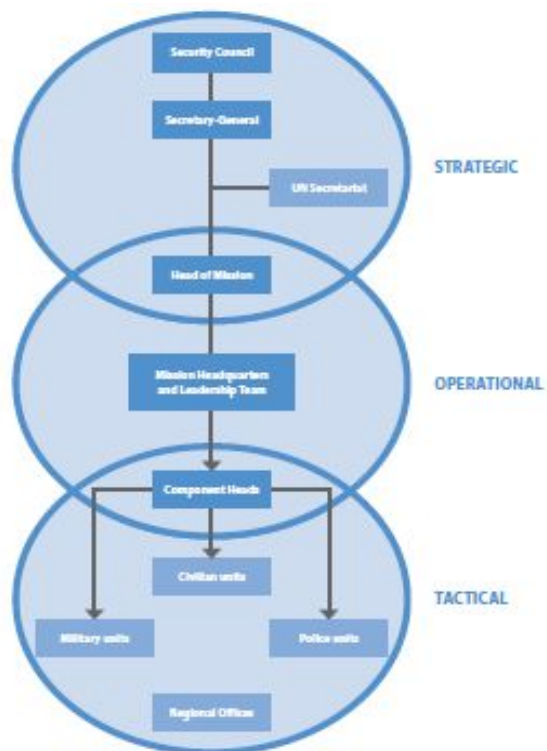 Security Council
Secretary-General
UN Secretariat
STRATEGIC
Head of Mission
Mission Headquarters
and Leadership Team
OPERATIONAL
Component Heads
Civilian units
TACTICAL
Military units
Police units
Regional Offices